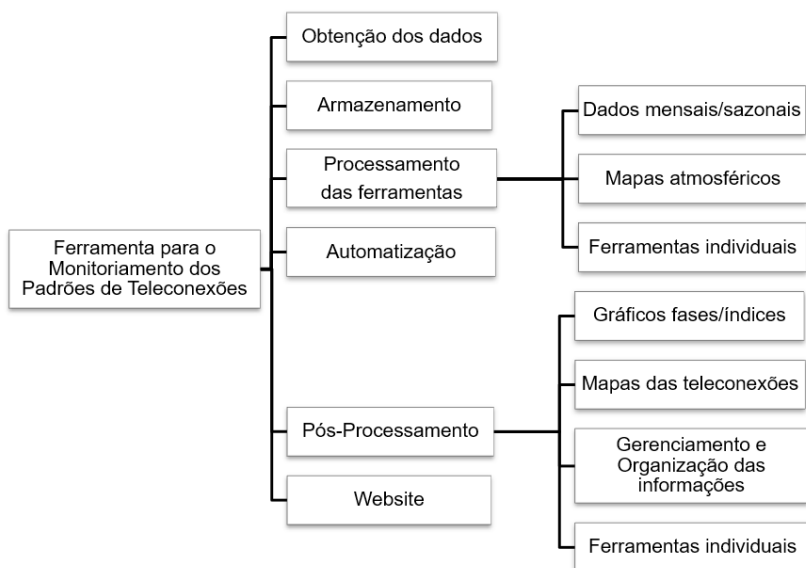 Ferramenta para o
Monitoriamento dos
Padrões de Teleconexões
Obtenção dos dados
Armazenamento
Processamento
das ferramentas
Dados mensais/sazonais
Mapas atmosféricos
Ferramentas individuais
Automatização
Pós-Processamento
Gráficos fases/índices
Mapas das teleconexões
Gerenciamento e
Organização das
informações
Ferramentas individuais
Website